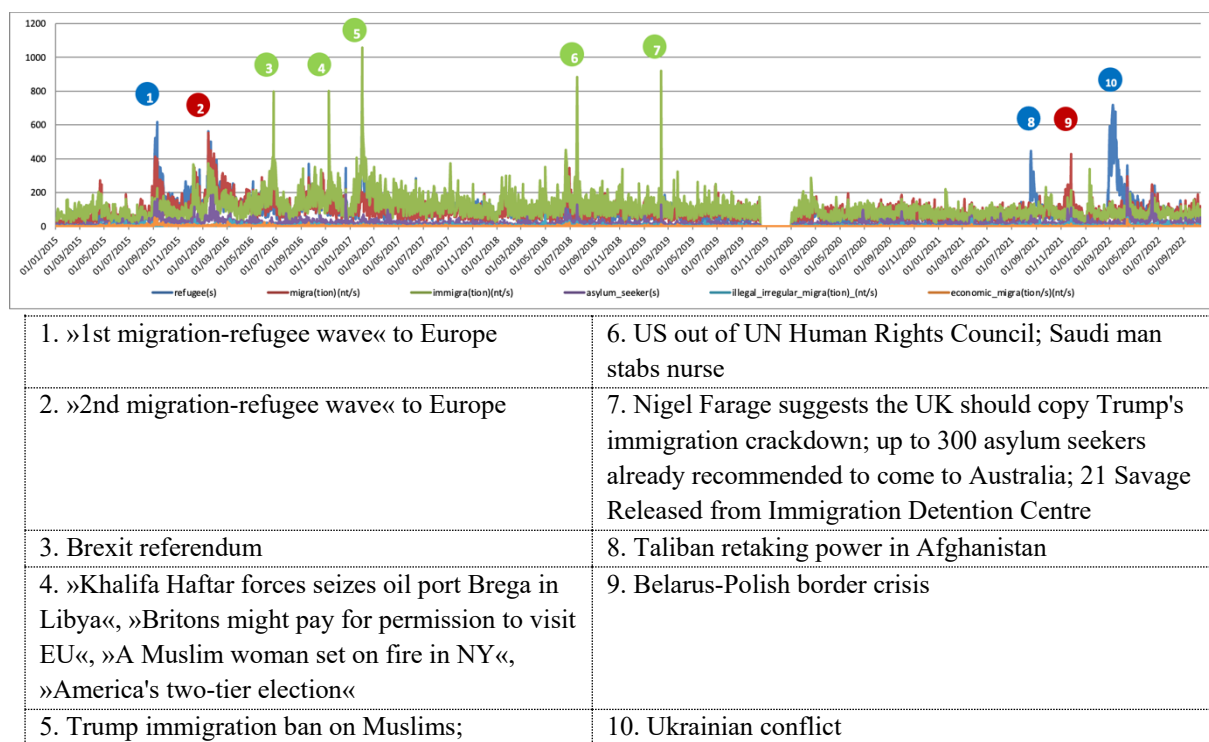 1200
1000
800
600
400
200
0
5
7
3
4
6
10
1
2
8
9
01/01/2015
01/03/2015
01/05/2015
01/07/2015
01/09/2015
01/11/2015
01/01/2016
01/03/2016
01/05/2016
01/07/2016
01/09/2016
01/11/2016
01/01/2017
01/03/2017
01/05/2017
01/07/2017
01/09/2017
01/11/2017
01/01/2018
01/03/2018
01/05/2018
01/07/2018
01/09/2018
01/11/2018
01/01/2019
01/03/2019
01/05/2019
01/07/2019
01/09/2019
01/11/2019
01/01/2020
01/03/2020
01/05/2020
01/07/2020
01/09/2020
01/11/2020
01/01/2021
01/03/2021
01/05/2021
01/07/2021
01/09/2021
01/11/2021
01/01/2022
01/03/2022
01/05/2022
01/07/2022
01/09/2022
refugee(s)
migra(tion)(nt/s)
immigra(tion)(nt/s)
asylum_seeker(s)
illegal_irregular_migra(tion)_(nt/s)
economic_migra(tion/s)(nt/s)
1. »1st migration-refugee wave« to Europe
6. US out of UN Human Rights Council; Saudi man
stabs nurse
2. »2nd migration-refugee wave« to Europe
7. Nigel Farage suggests the UK should copy Trump's
immigration crackdown; up to 300 asylum seekers
already recommended to come to Australia; 21 Savage
Released from Immigration Detention Centre
3. Brexit referendum
8. Taliban retaking power in Afghanistan
4. »Khalifa Haftar forces seizes oil port Brega in
Libya«, »Britons might pay for permission to visit
EU«, »A Muslim woman set on fire in NY«,
»America's two-tier election«
9. Belarus-Polish border crisis
5. Trump immigration ban on Muslims;
10. Ukrainian conflict